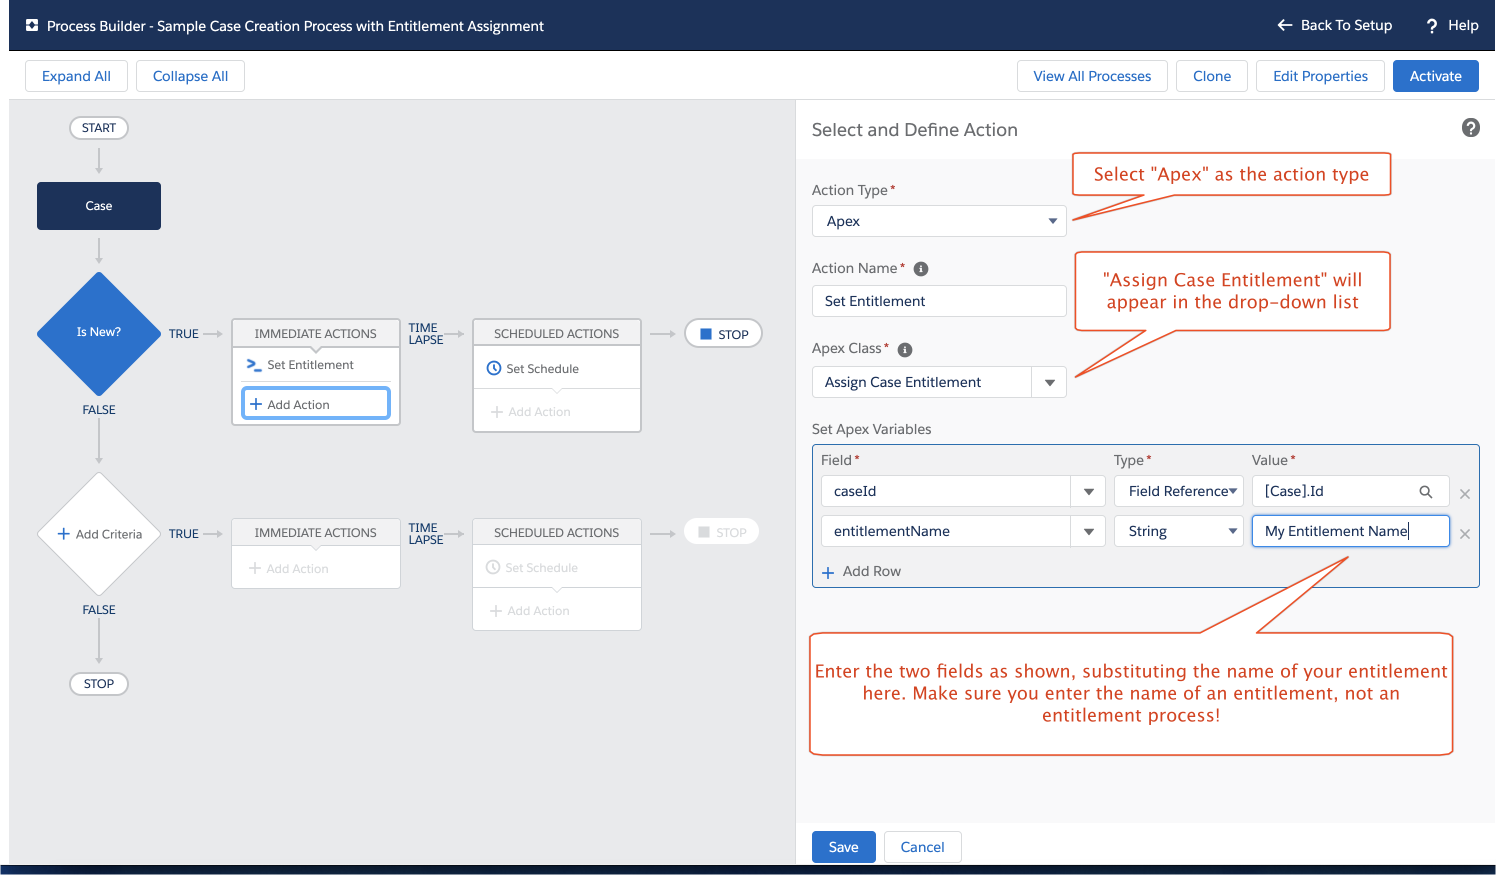 Process Builder - Sample Case Creation Process with Entitlement Assignment
Back To Setup
? Help
Expand All
Collapse All
View All Processes
Clone
Edit Properties
Activate
START
Case
Is New?
TRUE
IMMEDIATE ACTIONS
Set Entitlement
+ Add Action
TIME
LAPSE
SCHEDULED ACTIONS
Set Schedule
+ Add Action
STOP
FALSE
+ Add Criteria
TRUE
IMMEDIATE ACTIONS
+ Add Action
TIME
LAPSE
SCHEDULED ACTIONS
Set Schedule
+ Add Action
STOP
FALSE
STOP
Select and Define Action
?
Select "Apex" as the action type
Action Type*
Apex
Action Name* i
Set Entitlement
"Assign Case Entitlement" will
appear in the drop-down list
Apex Class* i
Assign Case Entitlement
Set Apex Variables
Field* Type* Value*
caseId Field Reference [Case].Id
entitlementName String My Entitlement Name
+ Add Row
Enter the two fields as shown, substituting the name of your entitlement
here. Make sure you enter the name of an entitlement, not an
entitlement process!
Save
Cancel